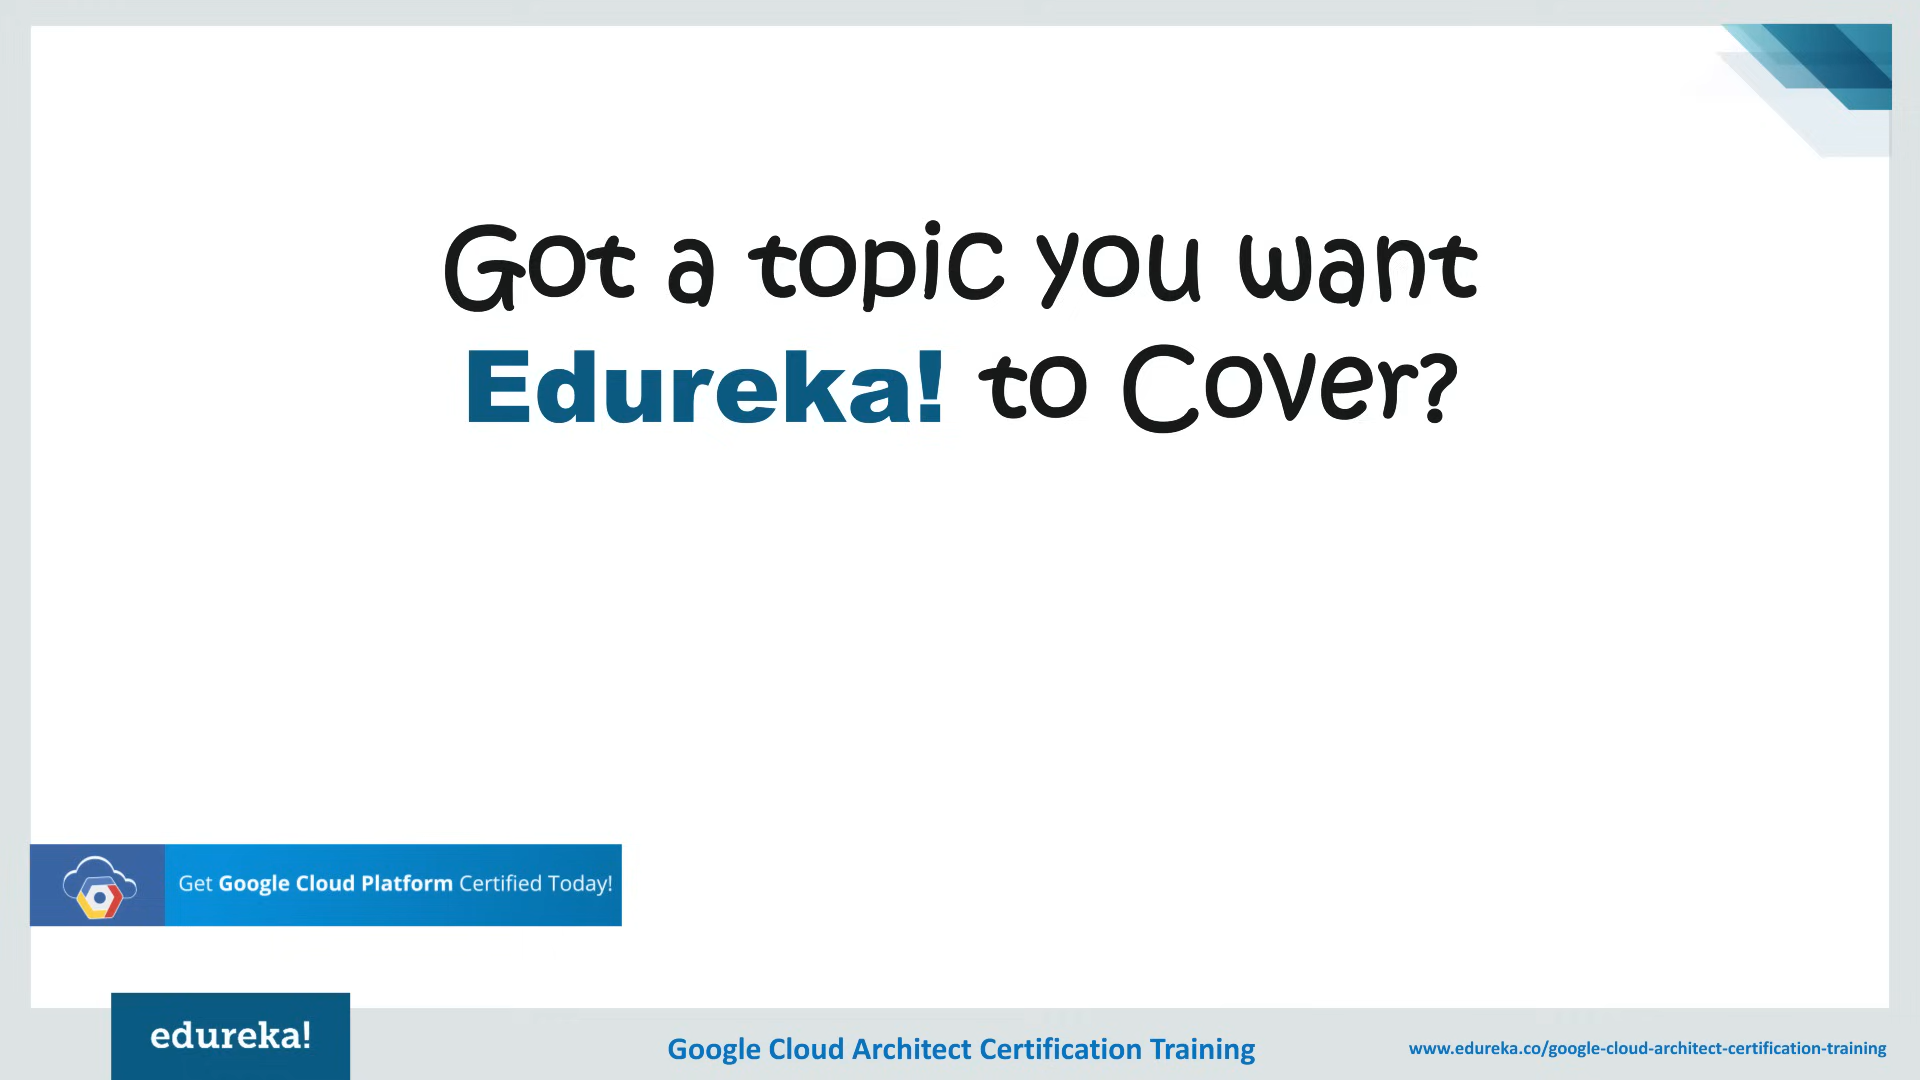 Got a topic you want
Edureka! to Cover?
Get Google Cloud Platform Certified Today!
edureka!
Google Cloud Architect Certification Training
www.edureka.co/google-cloud-architect-certification-training